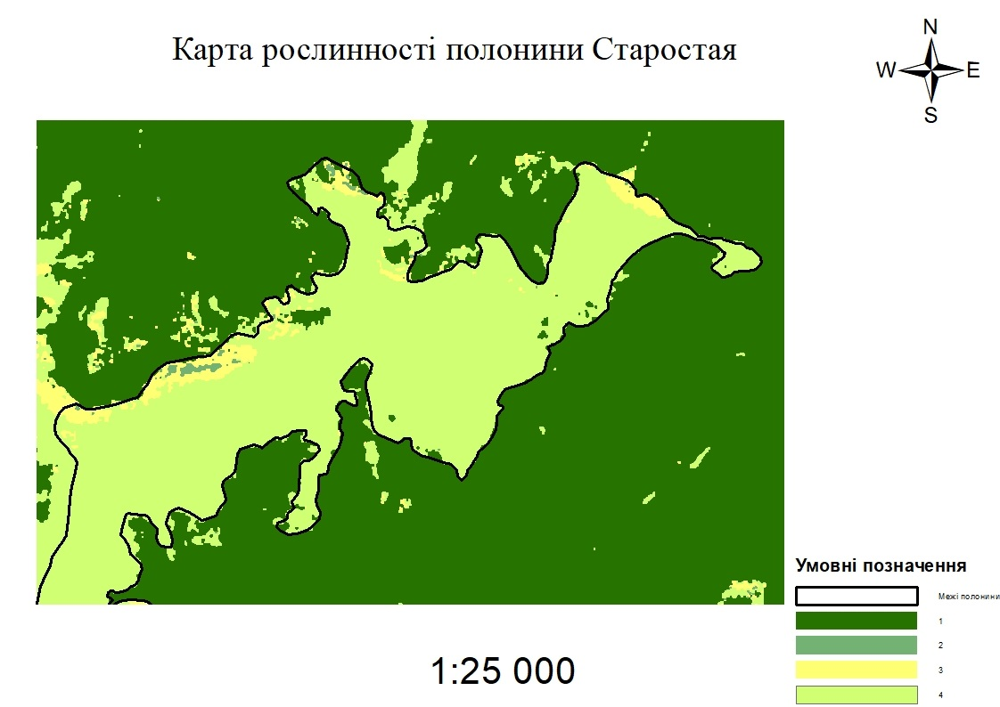 N
Карта рослинності полонини Старостая
W E
S
Умовні позначення
Межі полонини
1
2
3
4
1:25 000